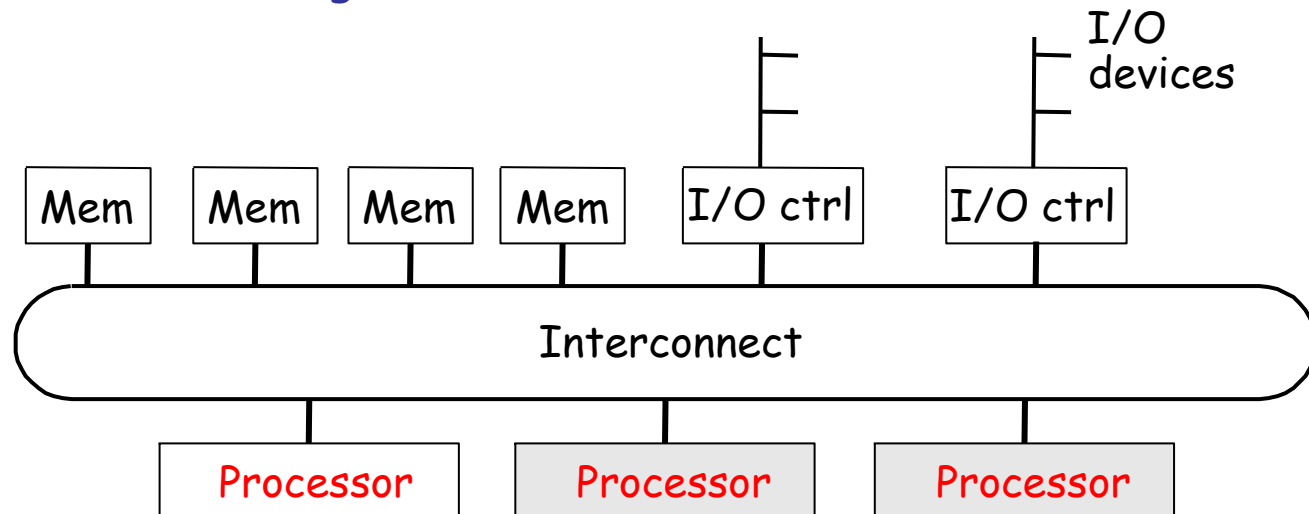 I/O
devices
Mem
Mem
Mem
Mem
I/O ctrl
I/O ctrl
Interconnect
Processor
Processor
Processor